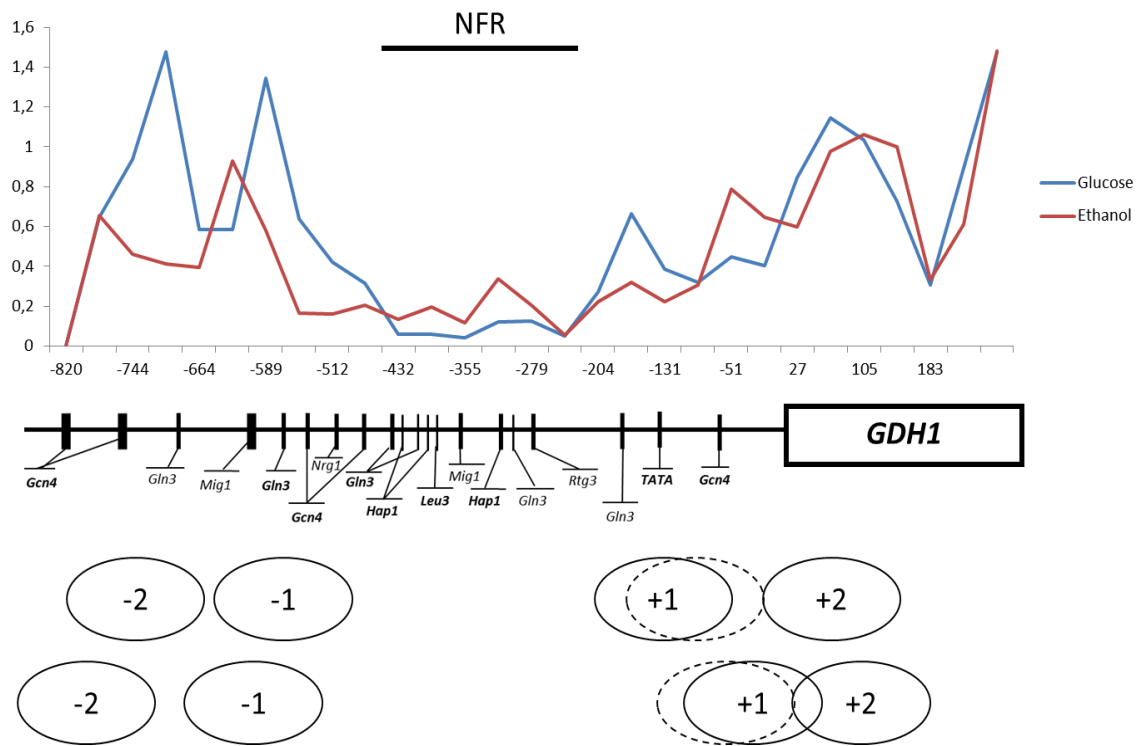 NFR
1,6
1,4
1,2
1
0,8
0,6
0,4
0,2
0
Glucose
Ethanol
-820 -744 -664 -589 -512 -432 -355 -279 -204 -131 -51 27 105 183
GDH1
Gcn4
Gln3
Mig1
Gln3
Nrg1
Gcn4
Gln3
Hap1
Leu3
Mig1
Hap1
Gln3
Rtg3
Gln3
TATA
Gcn4
-2 -1 +1 +2
-2 -1 +1 +2